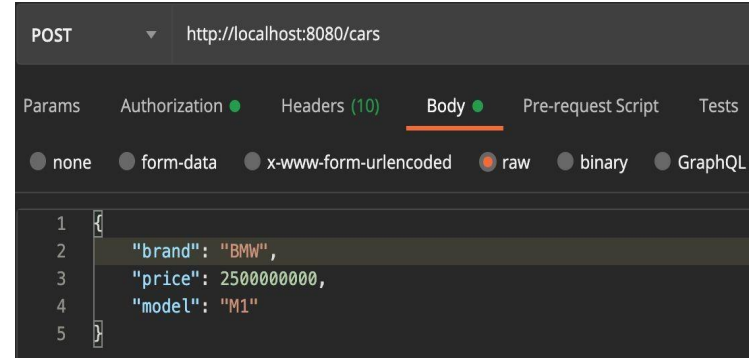 POST http://localhost:8080/cars
Params Authorization Headers (10) Body Pre-request Script Tests
none form-data x-www-form-urlencoded raw binary GraphQL
1 {
2 "brand": "BMW",
3 "price": 2500000000,
4 "model": "M1"
5 }